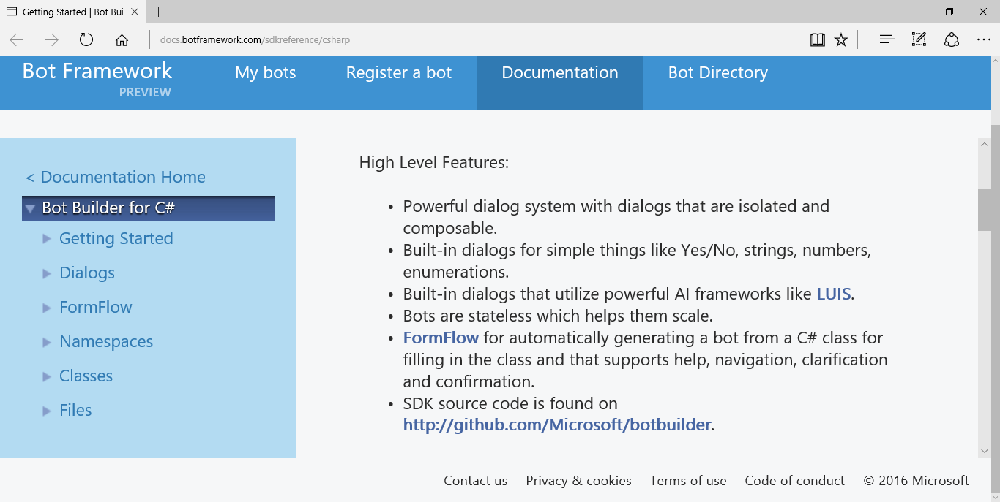 Getting Started | Bot Bui
docs.botframework.com/sdkreference/csharp
Bot Framework
PREVIEW
My bots
Register a bot
Documentation
Bot Directory
< Documentation Home
Bot Builder for C#
Getting Started
Dialogs
FormFlow
Namespaces
Classes
Files
High Level Features:
• Powerful dialog system with dialogs that are isolated and
composable.
• Built-in dialogs for simple things like Yes/No, strings, numbers,
enumerations.
• Built-in dialogs that utilize powerful AI frameworks like LUIS.
• Bots are stateless which helps them scale.
• FormFlow for automatically generating a bot from a C# class for
filling in the class and that supports help, navigation, clarification
and confirmation.
• SDK source code is found on
http://github.com/Microsoft/botbuilder.
Contact us
Privacy & cookies
Terms of use
Code of conduct
© 2016 Microsoft